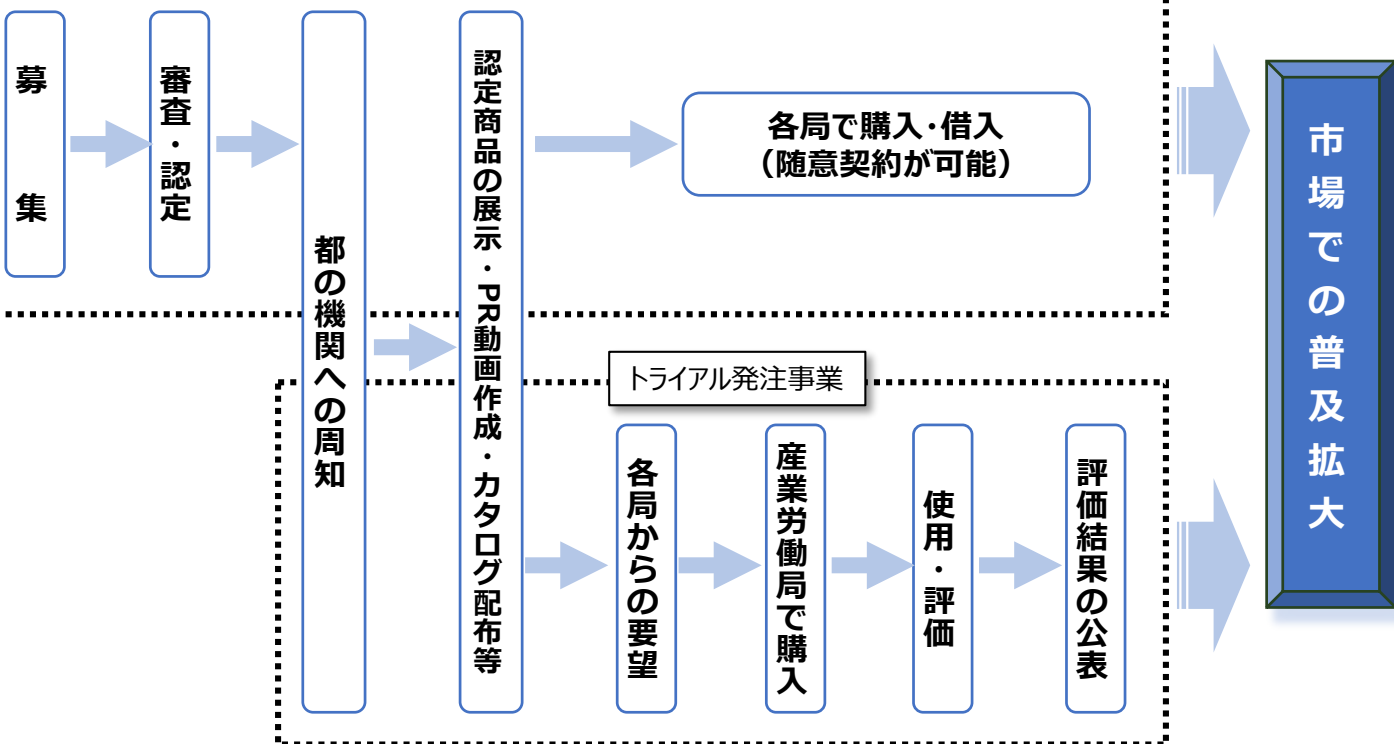 募集
審査・認定
都の機関への周知
認定商品の展示・PR動画作成・カタログ配布等
各局で購入・借入
（随意契約が可能）
トライアル発注事業
各局からの要望
産業労働局で購入
使用・評価
評価結果の公表
市場での普及拡大